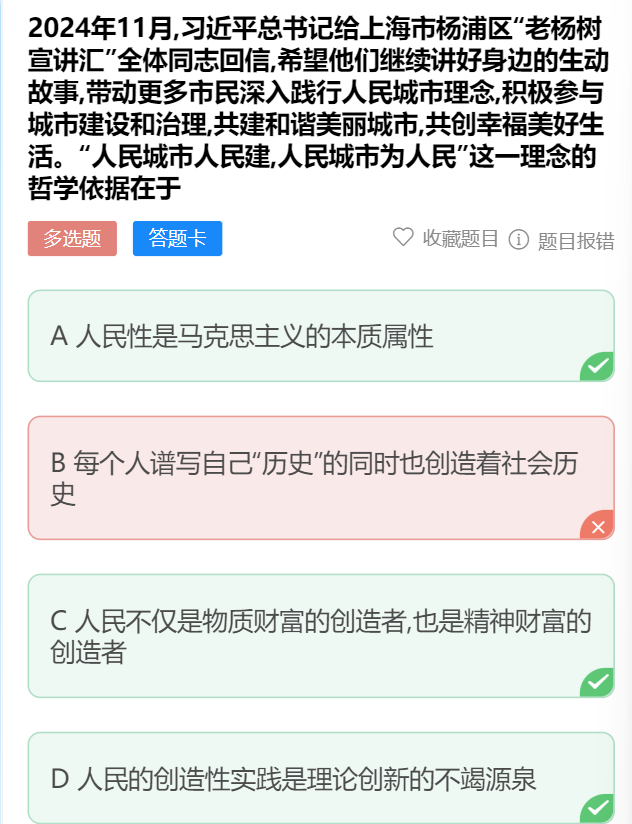 2024年11月,习近平总书记给上海市杨浦区“老杨树
宣讲汇”全体同志回信,希望他们继续讲好身边的生动
故事,带动更多市民深入践行人民城市理念,积极参与
城市建设和治理,共建和谐美丽城市,共创幸福美好生
活。“人民城市人民建,人民城市为人民”这一理念的
哲学依据在于
多选题 答题卡 收藏题目 题目报错
A 人民性是马克思主义的本质属性
B 每个人谱写自己“历史”的同时也创造着社会历
史
C 人民不仅是物质财富的创造者,也是精神财富的
创造者
D 人民的创造性实践是理论创新的不竭源泉